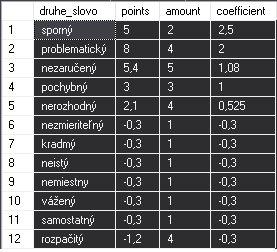 druhe_slovo points amount coefficient
1 sporný 5 2 2,5
2 problematický 8 4 2
3 nezaručený 5,4 5 1,08
4 pochybný 3 3 1
5 nerozhodný 2,1 4 0,525
6 nezmieriteľný -0,3 1 -0,3
7 kradmý -0,3 1 -0,3
8 neistý -0,3 1 -0,3
9 nemiestny -0,3 1 -0,3
10 vážený -0,3 1 -0,3
11 samostatný -0,3 1 -0,3
12 rozpačitý -1,2 4 -0,3